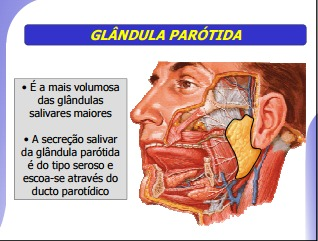 GLÂNDULA PARÓTIDA
• É a mais volumosa
das glândulas
salivares maiores
• A secreção salivar
da glândula parótida
é do tipo seroso e
escoa-se através do
ducto parotídico